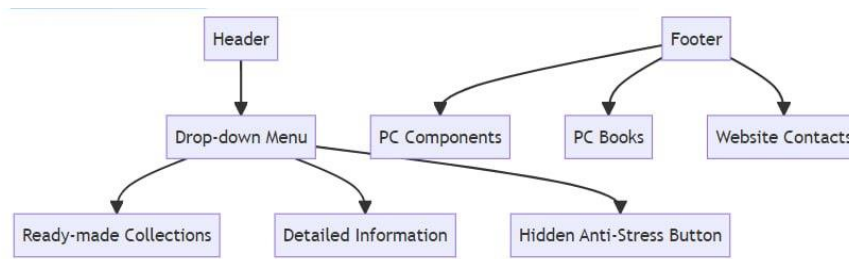 Header
Footer
Drop-down Menu
PC Components
PC Books
Website Contacts
Ready-made Collections
Detailed Information
Hidden Anti-Stress Button